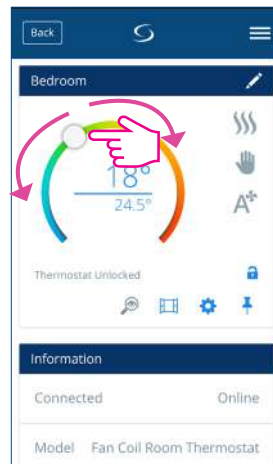 Back
Bedroom
18°
24.5°
A
Thermostat Unlocked
Information
Connected Online
Model Fan Coil Room Thermostat